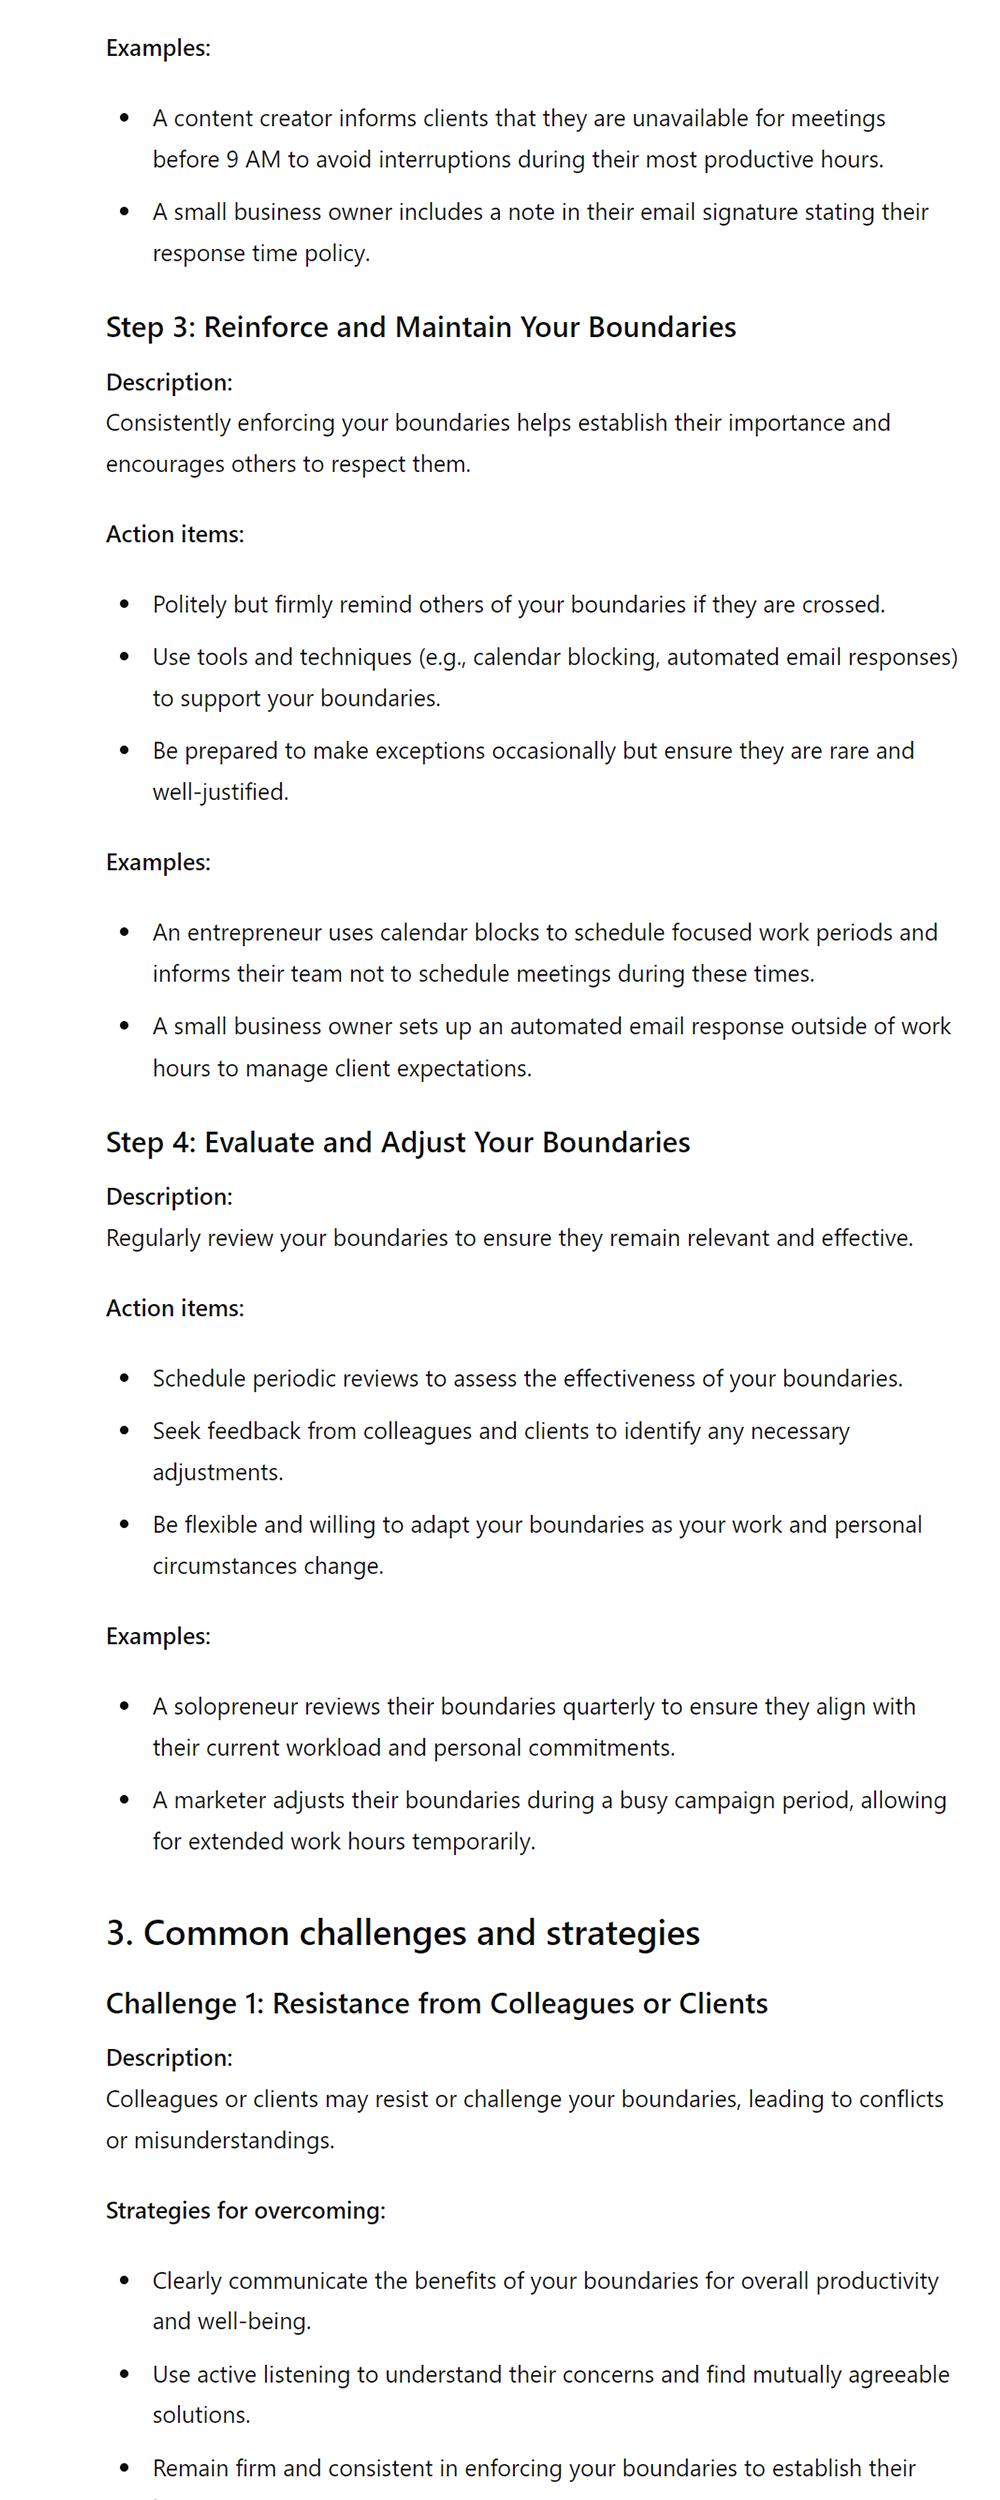 Examples:
A content creator informs clients that they are unavailable for meetings
before 9 AM to avoid interruptions during their most productive hours.
A small business owner includes a note in their email signature stating their
response time policy.
Step 3: Reinforce and Maintain Your Boundaries
Description:
Consistently enforcing your boundaries helps establish their importance and
encourages others to respect them.
Action items:
Politely but firmly remind others of your boundaries if they are crossed.
Use tools and techniques (e.g., calendar blocking, automated email responses)
to support your boundaries.
Be prepared to make exceptions occasionally but ensure they are rare and
well-justified.
Examples:
An entrepreneur uses calendar blocks to schedule focused work periods and
informs their team not to schedule meetings during these times.
A small business owner sets up an automated email response outside of work
hours to manage client expectations.
Step 4: Evaluate and Adjust Your Boundaries
Description:
Regularly review your boundaries to ensure they remain relevant and effective.
Action items:
Schedule periodic reviews to assess the effectiveness of your boundaries.
Seek feedback from colleagues and clients to identify any necessary
adjustments.
Be flexible and willing to adapt your boundaries as your work and personal
circumstances change.
Examples:
A solopreneur reviews their boundaries quarterly to ensure they align with
their current workload and personal commitments.
A marketer adjusts their boundaries during a busy campaign period, allowing
for extended work hours temporarily.
3. Common challenges and strategies
Challenge 1: Resistance from Colleagues or Clients
Description:
Colleagues or clients may resist or challenge your boundaries, leading to conflicts
or misunderstandings.
Strategies for overcoming:
Clearly communicate the benefits of your boundaries for overall productivity
and well-being.
Use active listening to understand their concerns and find mutually agreeable
solutions.
Remain firm and consistent in enforcing your boundaries to establish their